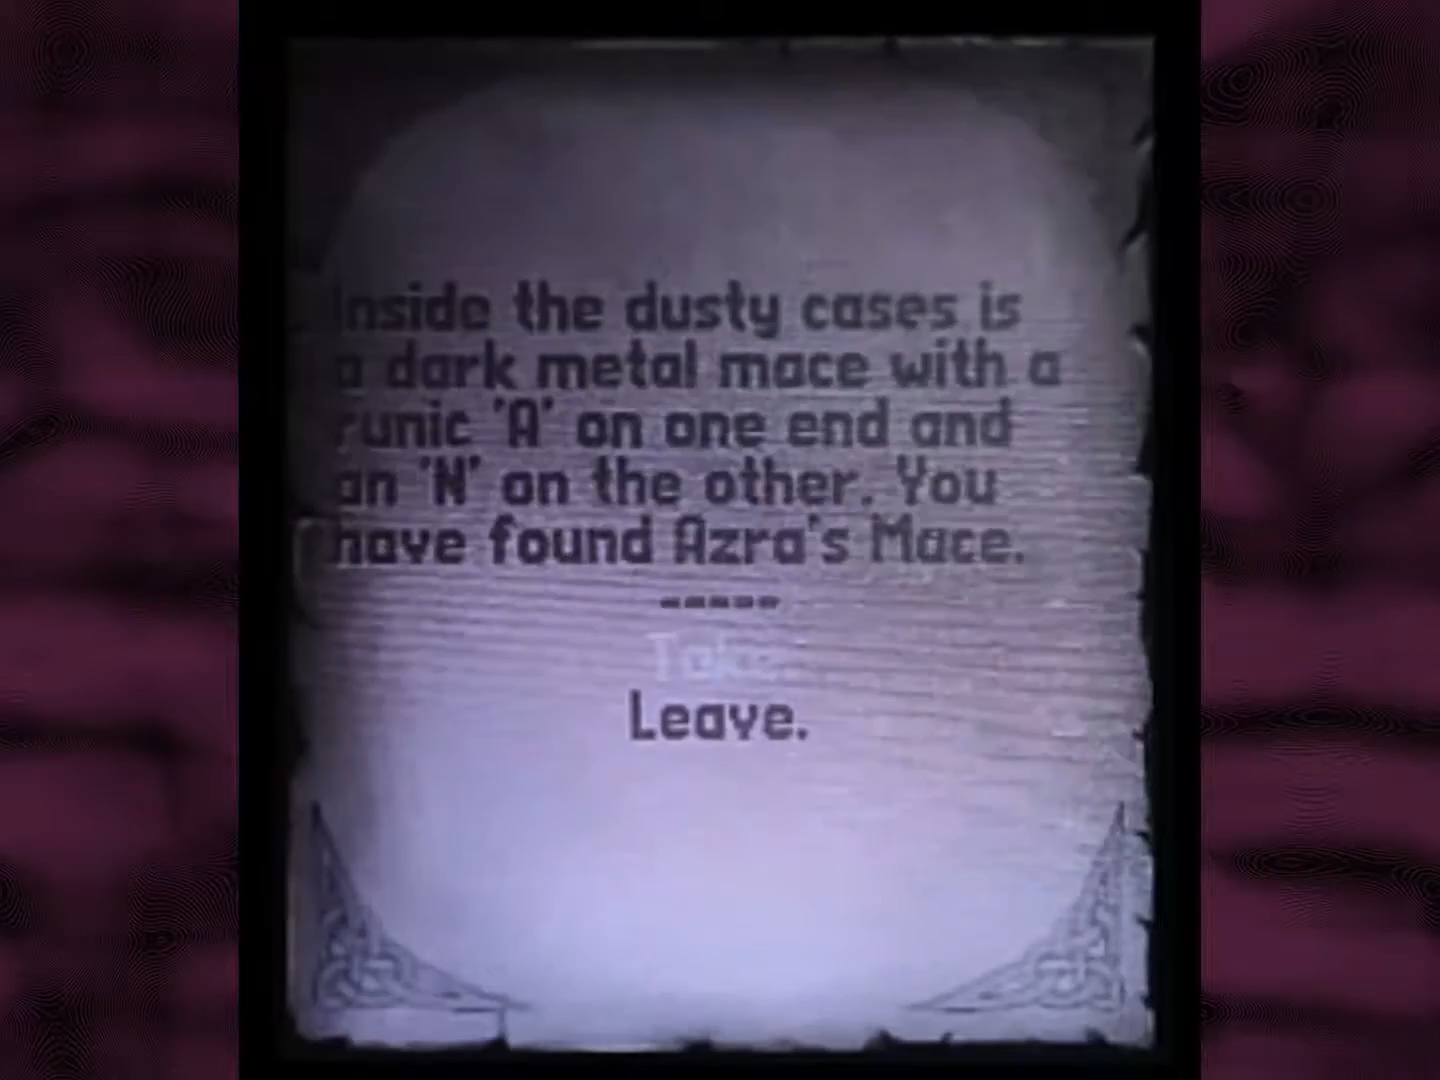 Inside the dusty cases is
a dark metal mace with a
runic 'A' on one end and
an 'N' on the other. You
have found Azra's Mace.
-----
Take.
Leave.